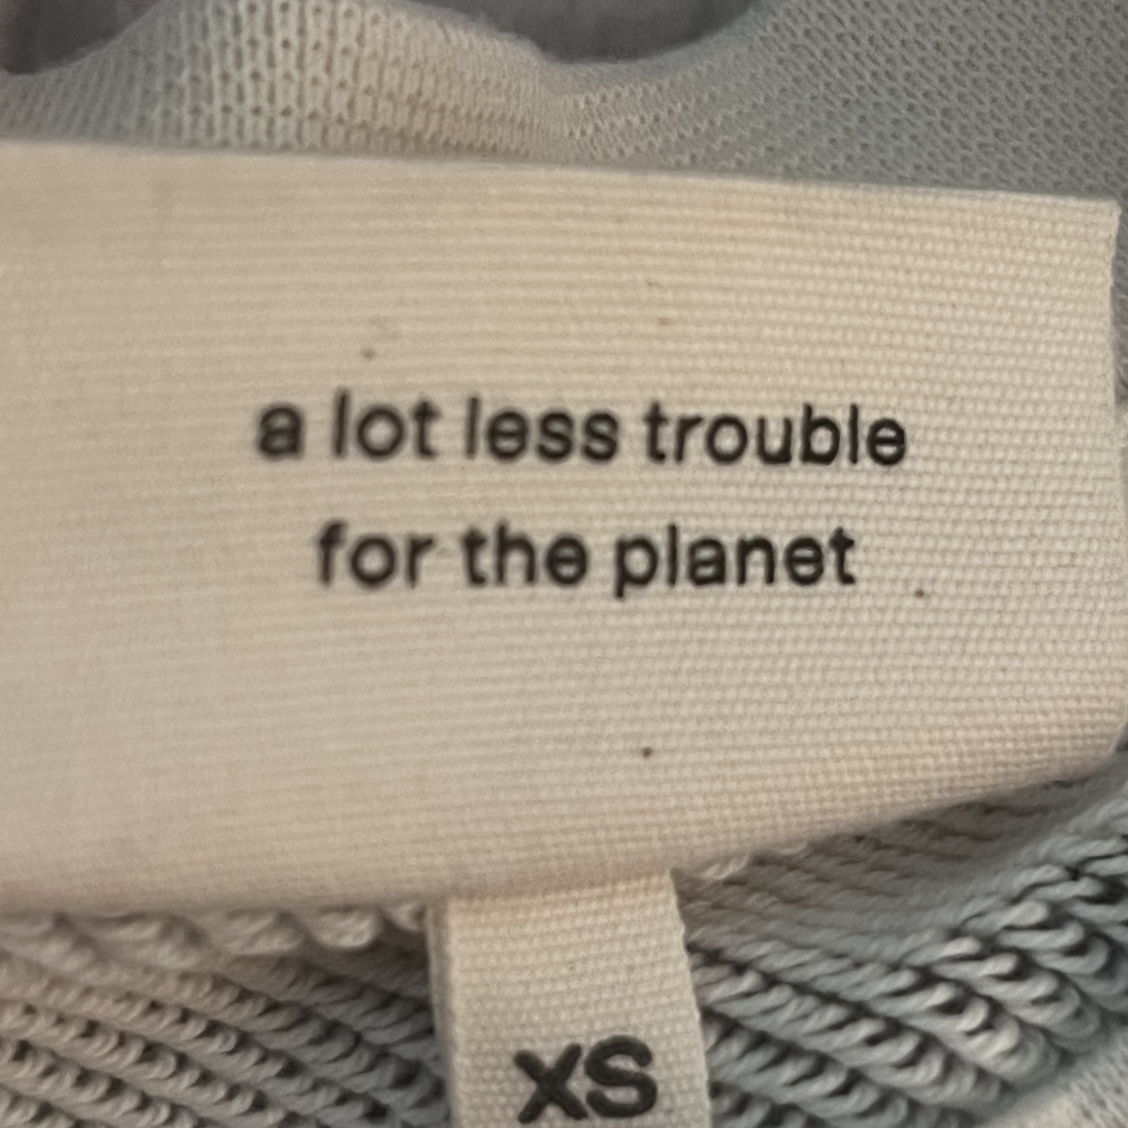 a lot less trouble
for the planet
XS